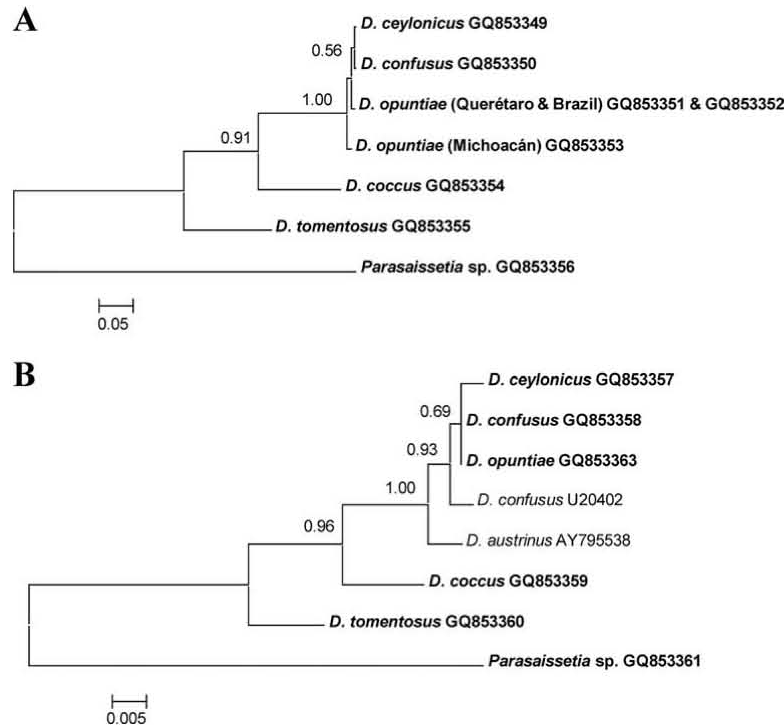 A
D. ceylonicus GQ853349
0.56
D. confusus GQ853350
1.00
D. opuntiae (Querétaro & Brazil) GQ853351 & GQ853352
0.91
D. opuntiae (Michoacán) GQ853353
D. coccus GQ853354
D. tomentosus GQ853355
Parasaissetia sp. GQ853356
0.05
B
D. ceylonicus GQ853357
0.69
D. confusus GQ853358
0.93
D. opuntiae GQ853363
1.00
D. confusus U20402
0.96
D. austrinus AY795538
D. coccus GQ853359
D. tomentosus GQ853360
Parasaissetia sp. GQ853361
0.005